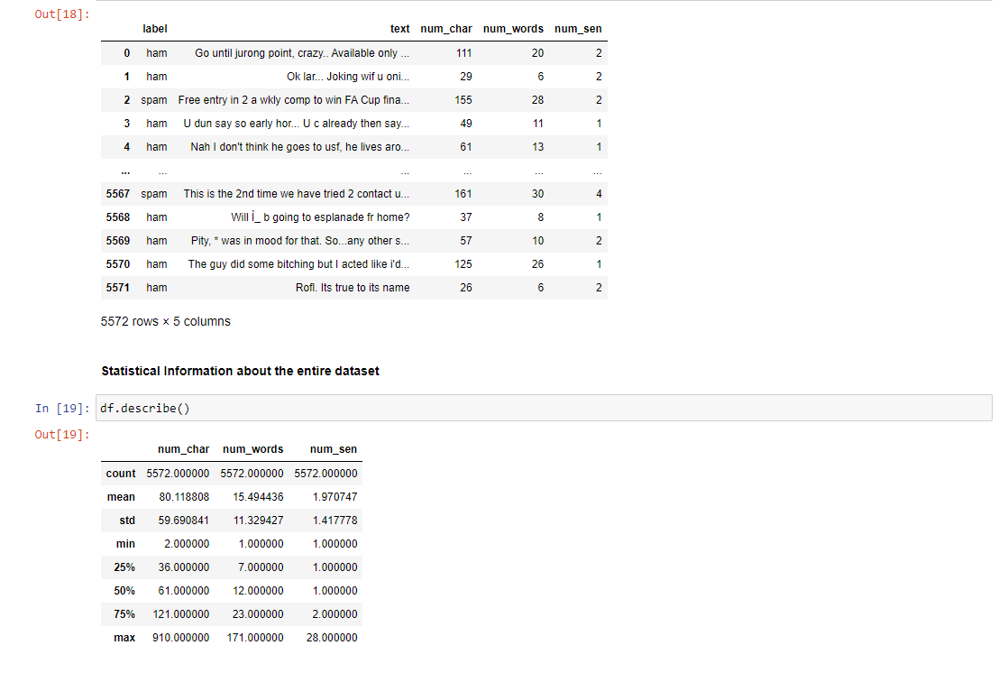 Out[18]:
label text num_char num_words num_sen
0 ham Go until jurong point, crazy.. Available only ... 111 20 2
1 ham Ok lar... Joking wif u oni... 29 6 2
2 spam Free entry in 2 a wkly comp to win FA Cup fina... 155 28 2
3 ham U dun say so early hor... U c already then say... 49 11 1
4 ham Nah I don't think he goes to usf, he lives aro... 61 13 1
... ... ... ... ... ...
5567 spam This is the 2nd time we have tried 2 contact u... 161 30 4
5568 ham Will Ì_ b going to esplanade fr home? 37 8 1
5569 ham Pity, * was in mood for that. So...any other s... 57 10 2
5570 ham The guy did some bitching but I acted like i'd... 125 26 1
5571 ham Rofl. Its true to its name 26 6 2
5572 rows × 5 columns
Statistical Information about the entire dataset
In [19]: df.describe()
Out[19]:
num_char num_words num_sen
count 5572.000000 5572.000000 5572.000000
mean 80.118808 15.494436 1.970747
std 59.690841 11.329427 1.417778
min 2.000000 1.000000 1.000000
25% 36.000000 7.000000 1.000000
50% 61.000000 12.000000 1.000000
75% 121.000000 23.000000 2.000000
max 910.000000 171.000000 28.000000